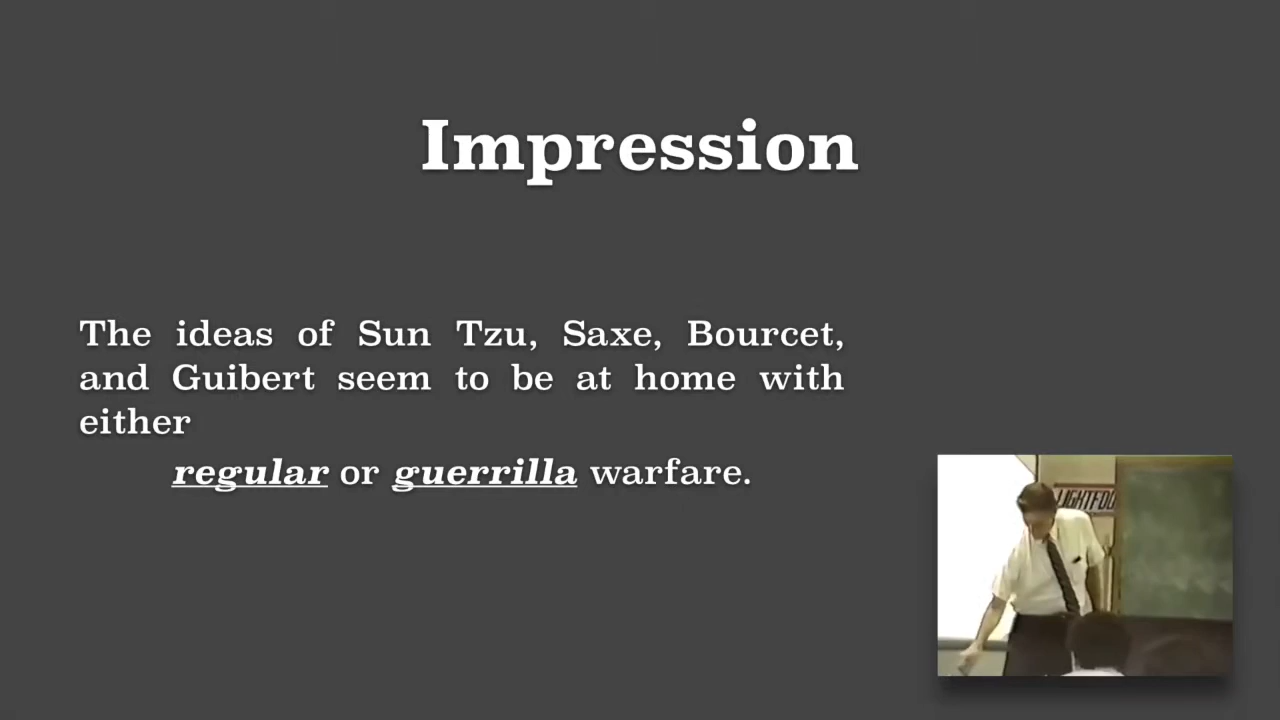 Impression
The ideas of Sun Tzu, Saxe, Bourcet,
and Guibert seem to be at home with
either
regular or guerrilla warfare.